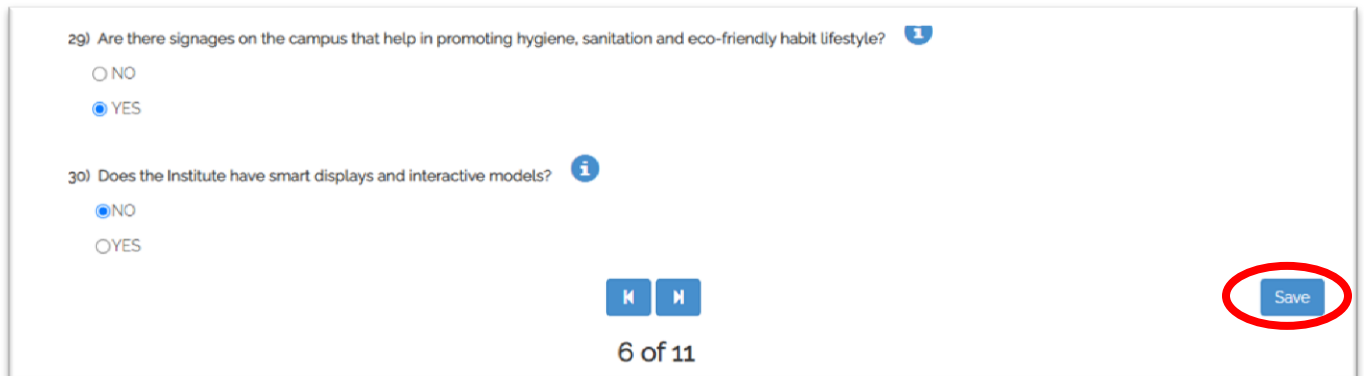 29) Are there signages on the campus that help in promoting hygiene, sanitation and eco-friendly habit lifestyle?
NO
YES
30) Does the Institute have smart displays and interactive models?
NO
YES
Save
6 of 11